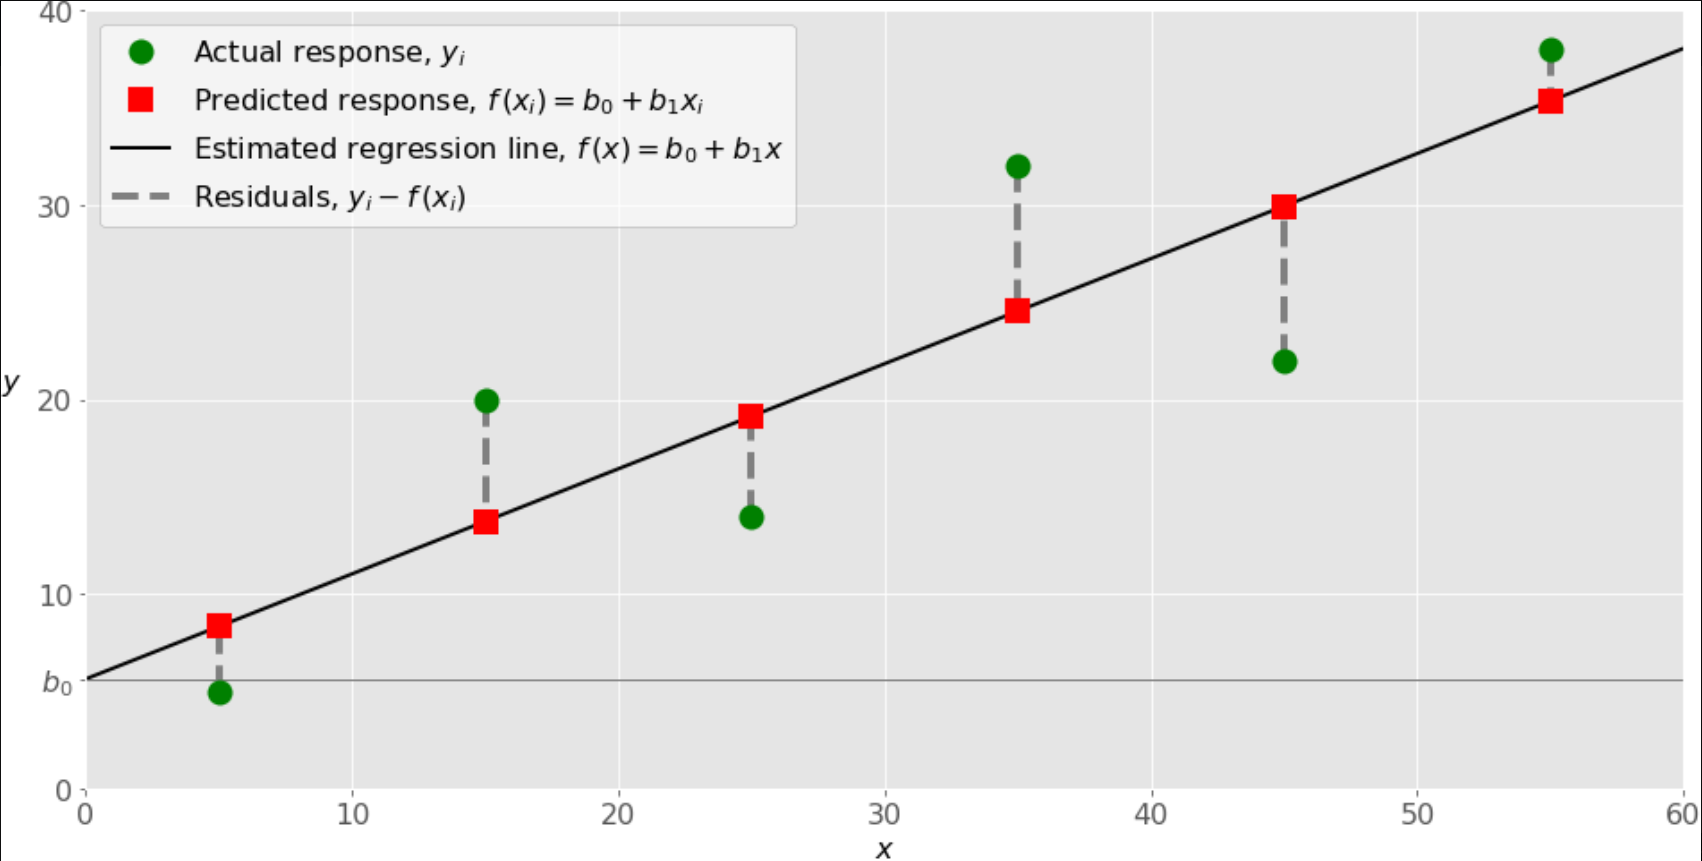 40
Actual response, yᵢ
Predicted response, f(xᵢ) = b₀ + b₁xᵢ
Estimated regression line, f(x) = b₀ + b₁x
Residuals, yᵢ − f(xᵢ)
30
y
20
10
b₀
0
0 10 20 30 40 50 60
x